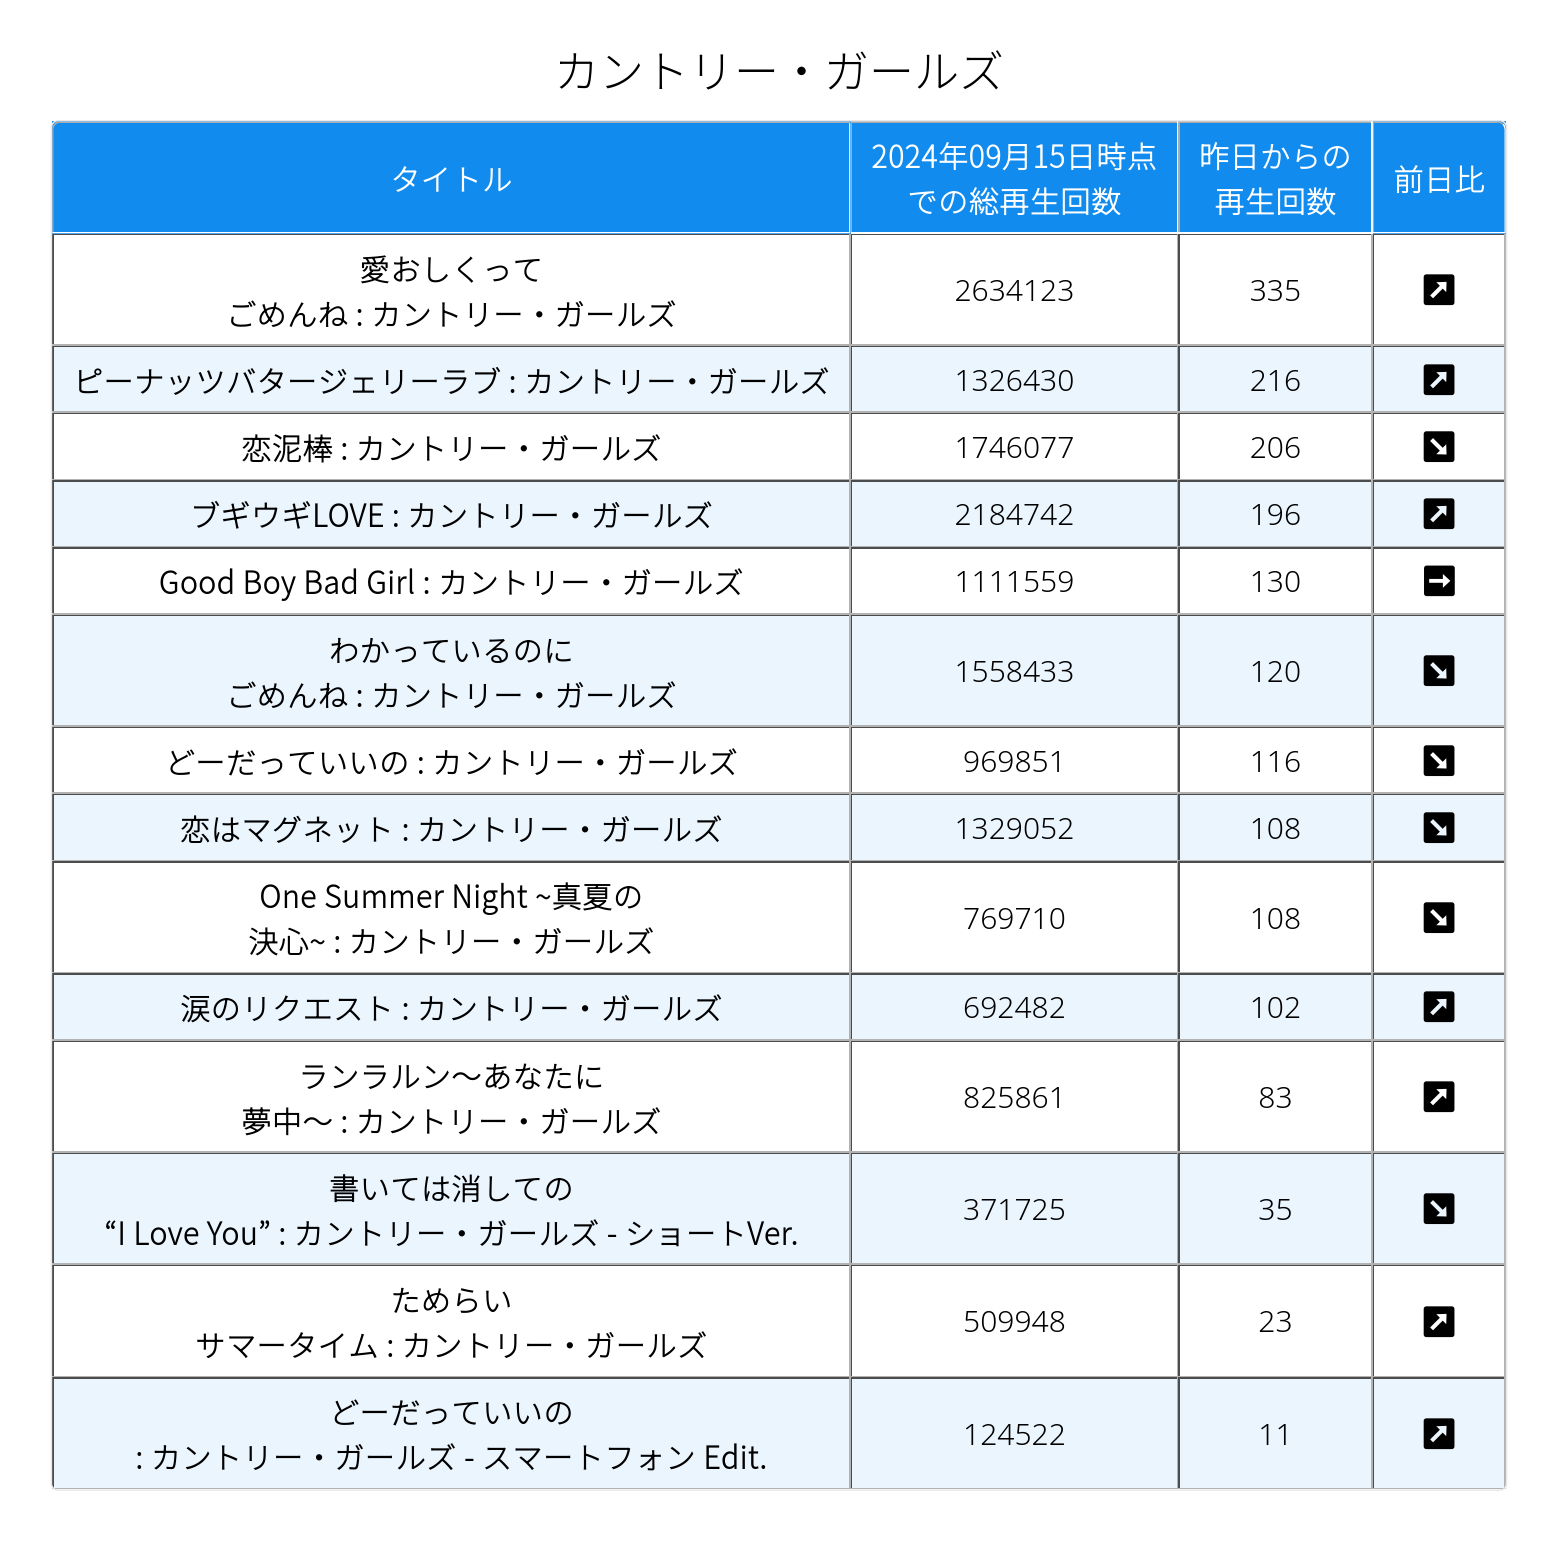 カントリー・ガールズ
タイトル
2024年09月15日時点
での総再生回数
昨日からの
再生回数
前日比
愛おしくって
ごめんね : カントリー・ガールズ
2634123
335
ピーナッツバタージェリーラブ : カントリー・ガールズ
1326430
216
恋泥棒 : カントリー・ガールズ
1746077
206
ブギウギLOVE : カントリー・ガールズ
2184742
196
Good Boy Bad Girl : カントリー・ガールズ
1111559
130
わかっているのに
ごめんね : カントリー・ガールズ
1558433
120
どーだっていいの : カントリー・ガールズ
969851
116
恋はマグネット : カントリー・ガールズ
1329052
108
One Summer Night ~真夏の
決心~ : カントリー・ガールズ
769710
108
涙のリクエスト : カントリー・ガールズ
692482
102
ランラルン～あなたに
夢中～ : カントリー・ガールズ
825861
83
書いては消しての
“I Love You” : カントリー・ガールズ - ショートVer.
371725
35
ためらい
サマータイム : カントリー・ガールズ
509948
23
どーだっていいの
: カントリー・ガールズ - スマートフォン Edit.
124522
11